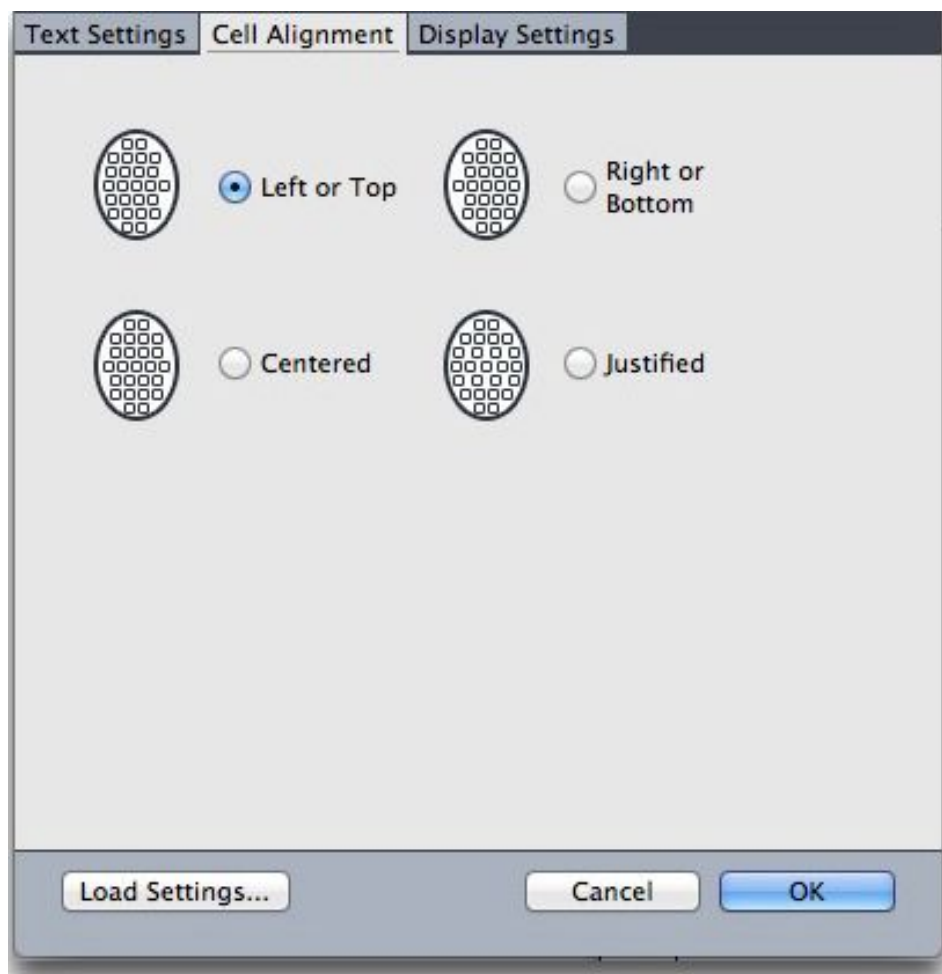 Text Settings Cell Alignment Display Settings
Left or Top
Right or
Bottom
Centered
Justified
Load Settings... Cancel OK